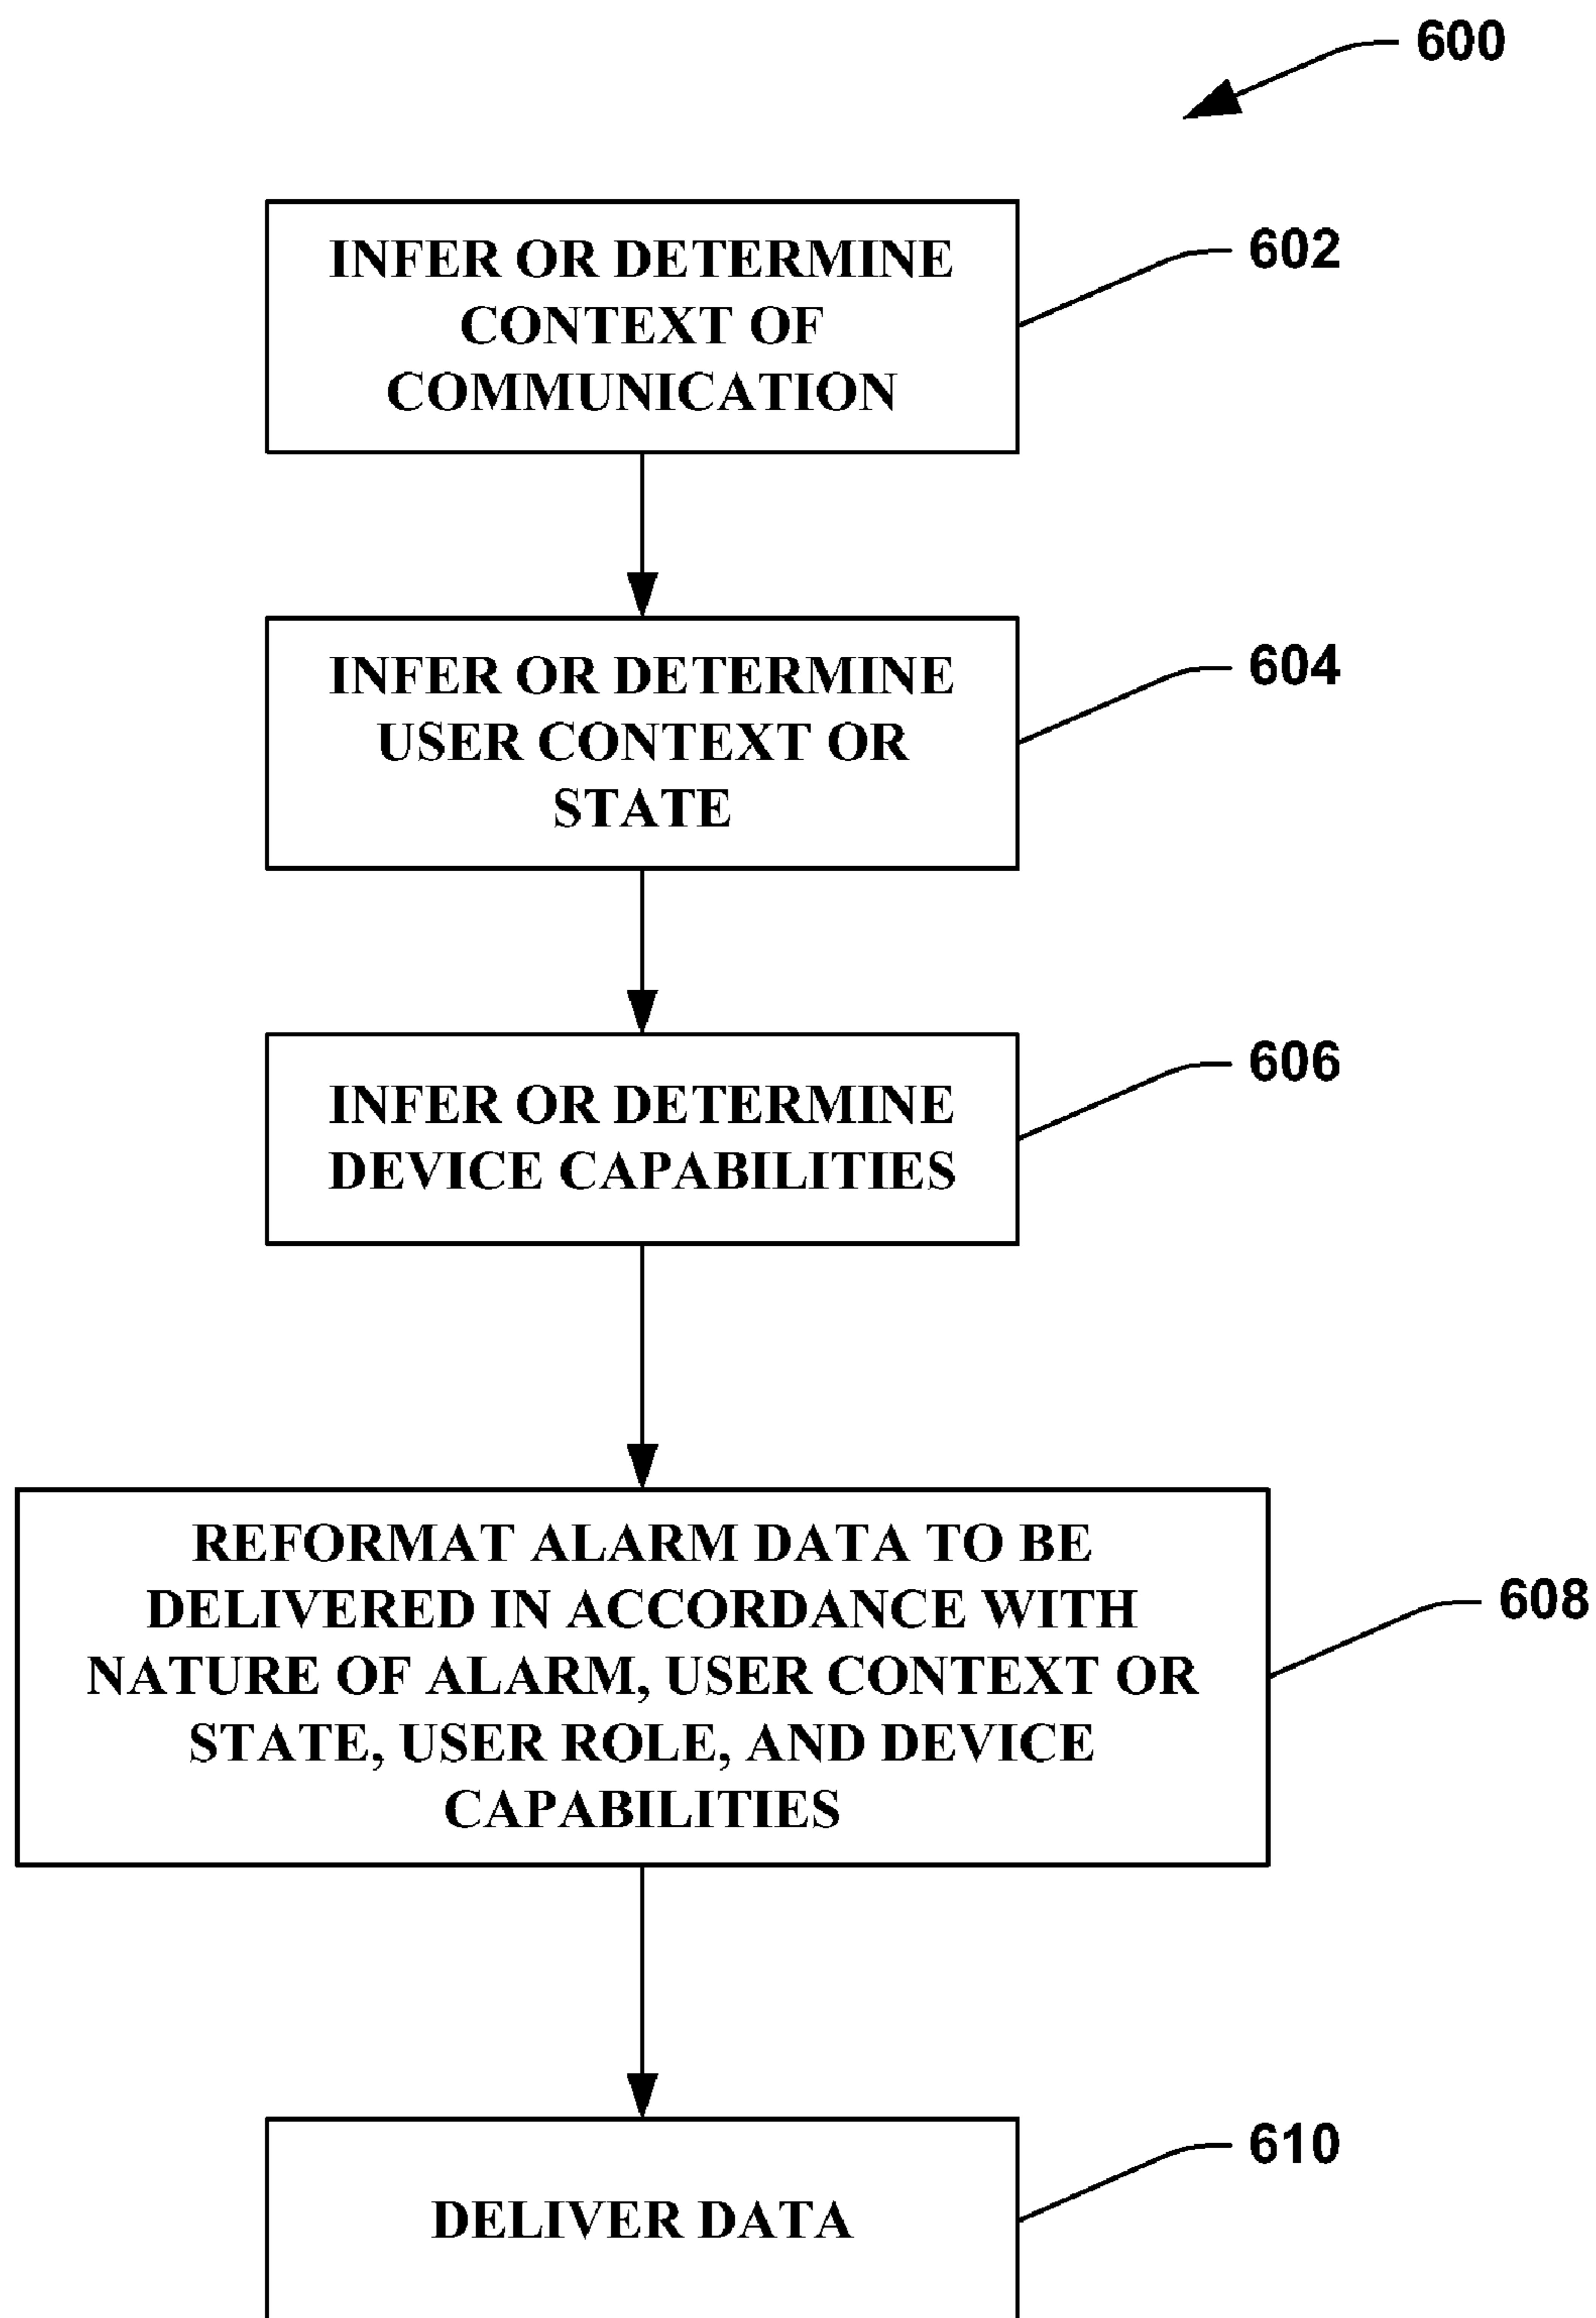 600
INFER OR DETERMINE
CONTEXT OF
COMMUNICATION
602
INFER OR DETERMINE
USER CONTEXT OR
STATE
604
INFER OR DETERMINE
DEVICE CAPABILITIES
606
REFORMAT ALARM DATA TO BE
DELIVERED IN ACCORDANCE WITH
NATURE OF ALARM, USER CONTEXT OR
STATE, USER ROLE, AND DEVICE
CAPABILITIES
608
DELIVER DATA
610